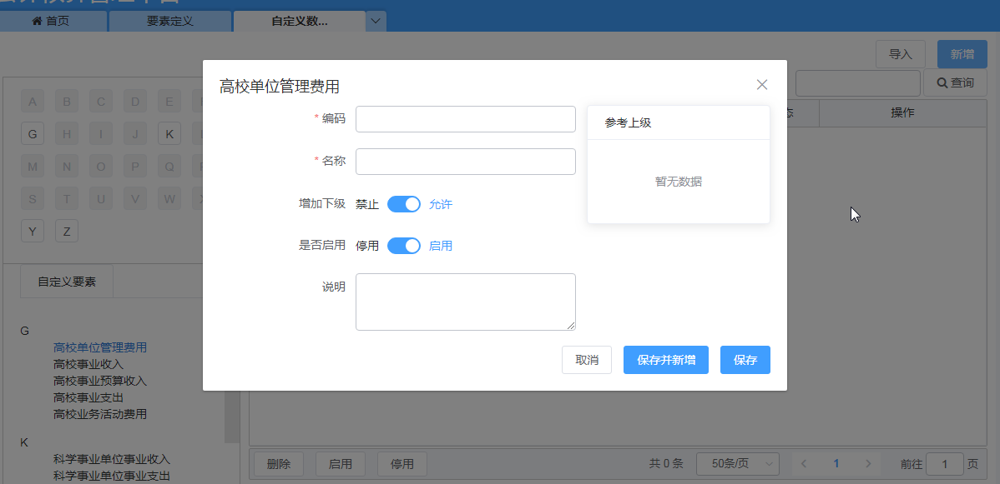 首页
要素定义
自定义数...
导入
新增
查询
操作
A B C D E
G H I J K
M N O P Q
S T U V W
Y Z
自定义要素
G
高校单位管理费用
高校事业收入
高校事业预算收入
高校事业支出
高校业务活动费用
K
科学事业单位事业收入
科学事业单位事业支出
高校单位管理费用
* 编码
* 名称
增加下级 禁止 允许
是否启用 停用 启用
说明
参考上级
暂无数据
取消
保存并新增
保存
删除
启用
停用
共 0 条
50条/页
1
前往 1 页